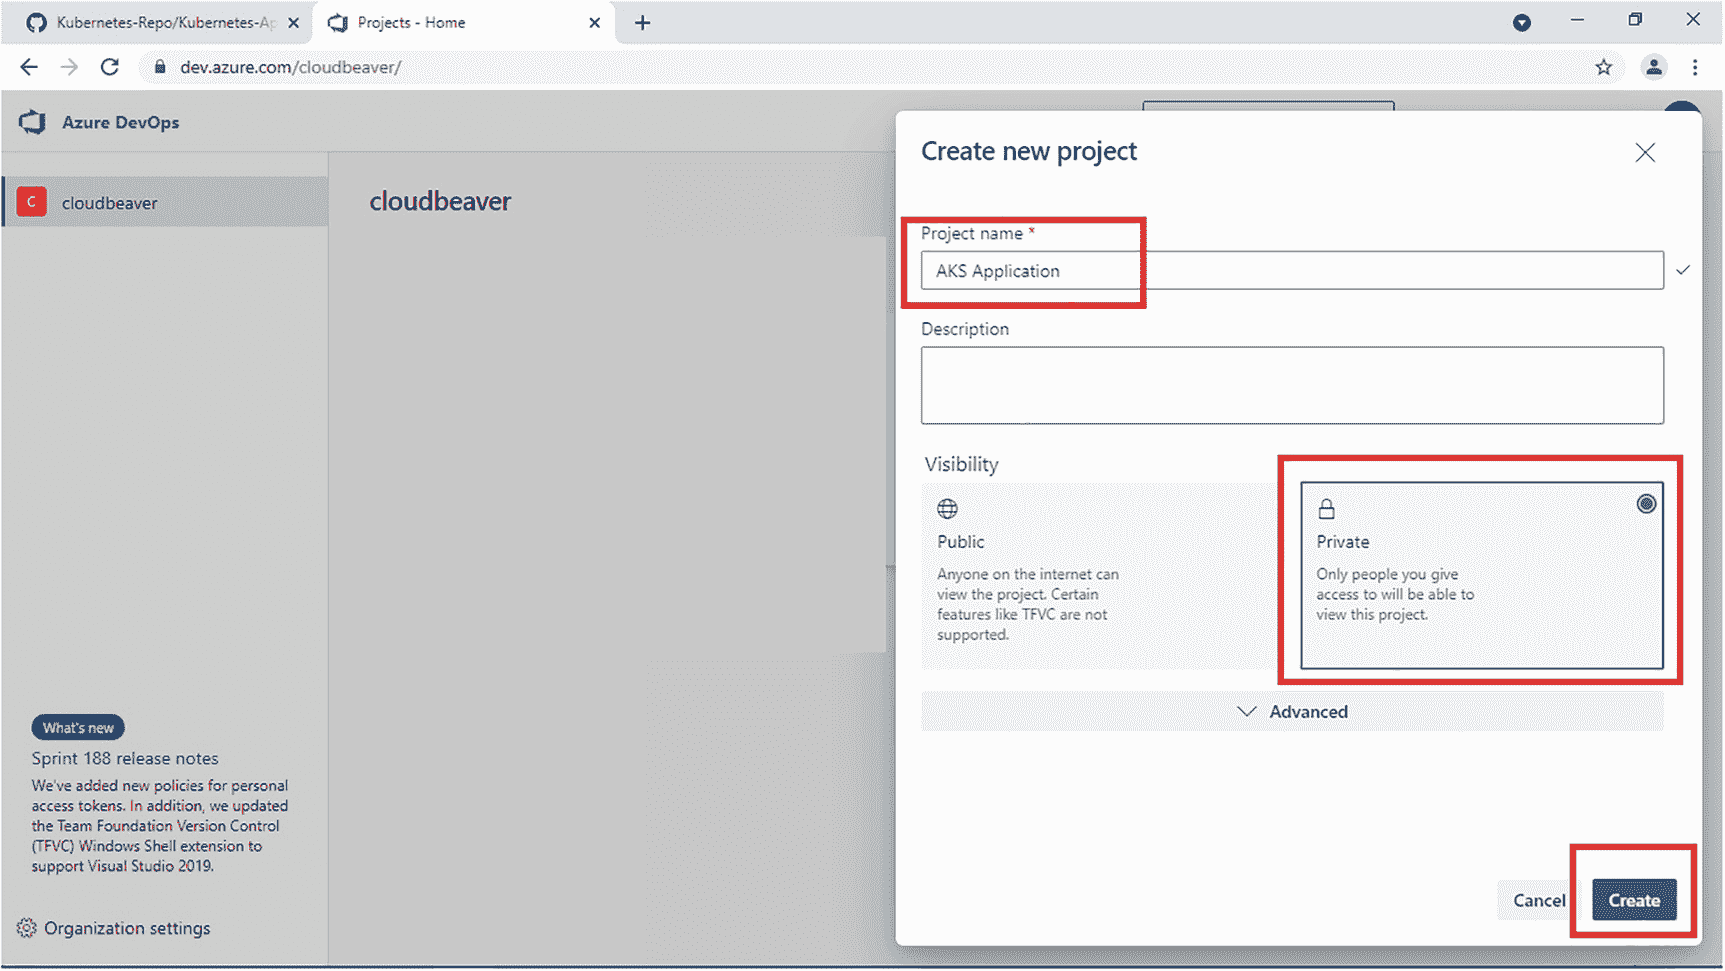 Kubernetes-Repo/Kubernetes-Ap
Projects - Home
dev.azure.com/cloudbeaver/
Azure DevOps
C
cloudbeaver
cloudbeaver
What's new
Sprint 188 release notes
We've added new policies for personal
access tokens. In addition, we updated
the Team Foundation Version Control
(TFVC) Windows Shell extension to
support Visual Studio 2019.
Organization settings
Create new project
Project name *
AKS Application
Description
Visibility
Public
Anyone on the internet can
view the project. Certain
features like TFVC are not
supported.
Private
Only people you give
access to will be able to
view this project.
Advanced
Cancel
Create